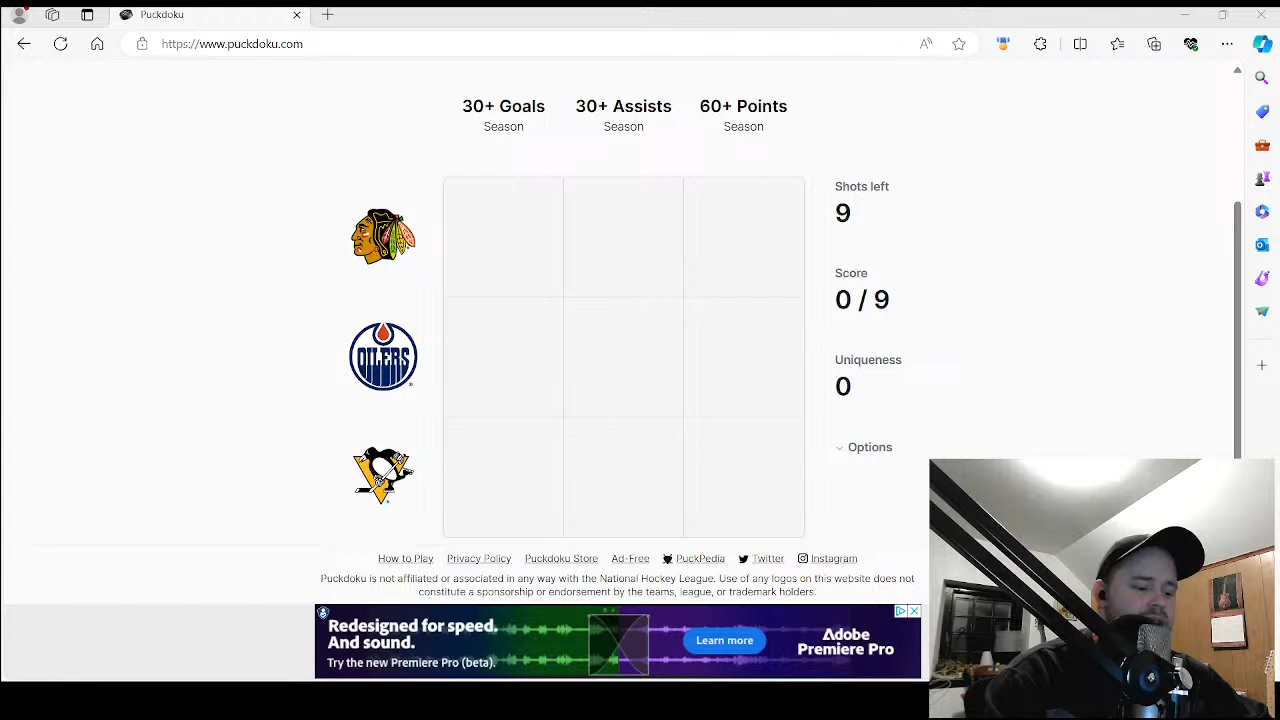 Puckdoku
https://www.puckdoku.com
30+ Goals
Season
30+ Assists
Season
60+ Points
Season
Shots left
9
Score
0 / 9
Uniqueness
0
Options
OILERS
How to Play Privacy Policy Puckdoku Store Ad-Free PuckPedia Twitter Instagram
Puckdoku is not affiliated or associated in any way with the National Hockey League. Use of any logos on this website does not
constitute a sponsorship or endorsement by the teams, league, or trademark holders.
Redesigned for speed.
And sound.
Try the new Premiere Pro (beta).
Learn more
Adobe
Premiere Pro